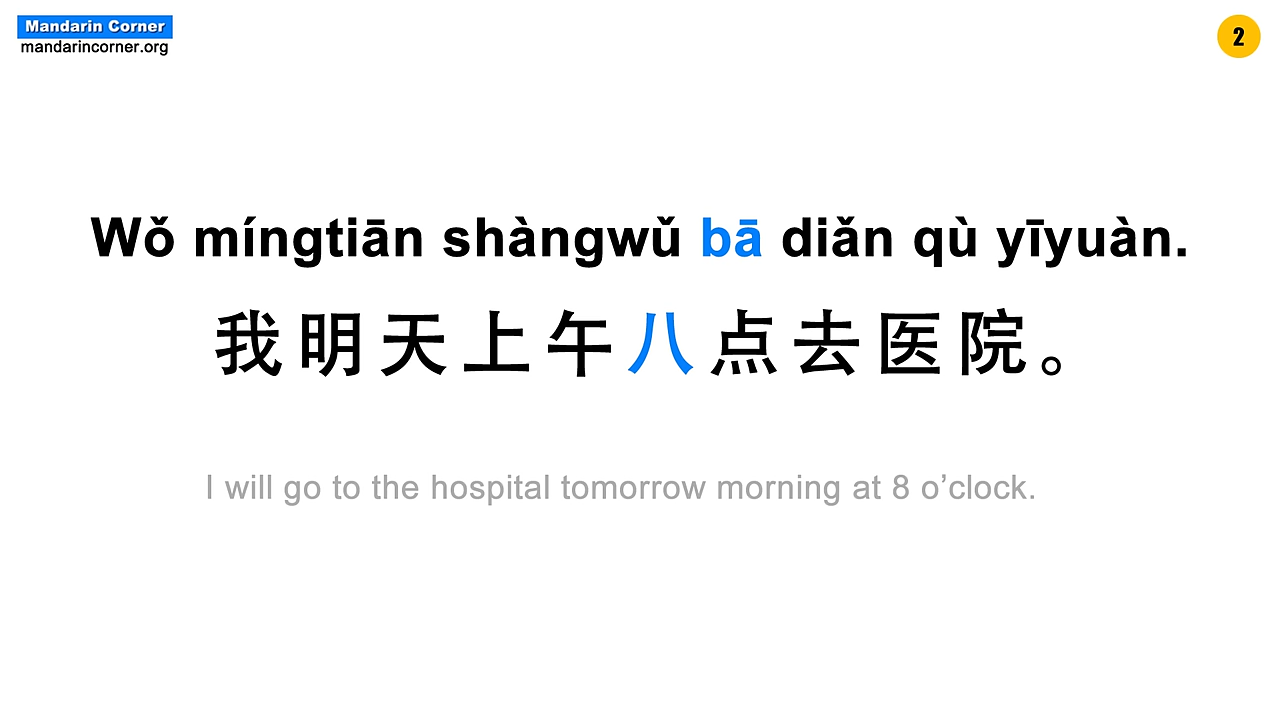 Mandarin Corner
mandarincorner.org
2
Wǒ míngtiān shàngwǔ bā diǎn qù yīyuàn.
我明天上午八点去医院。
I will go to the hospital tomorrow morning at 8 o’clock.